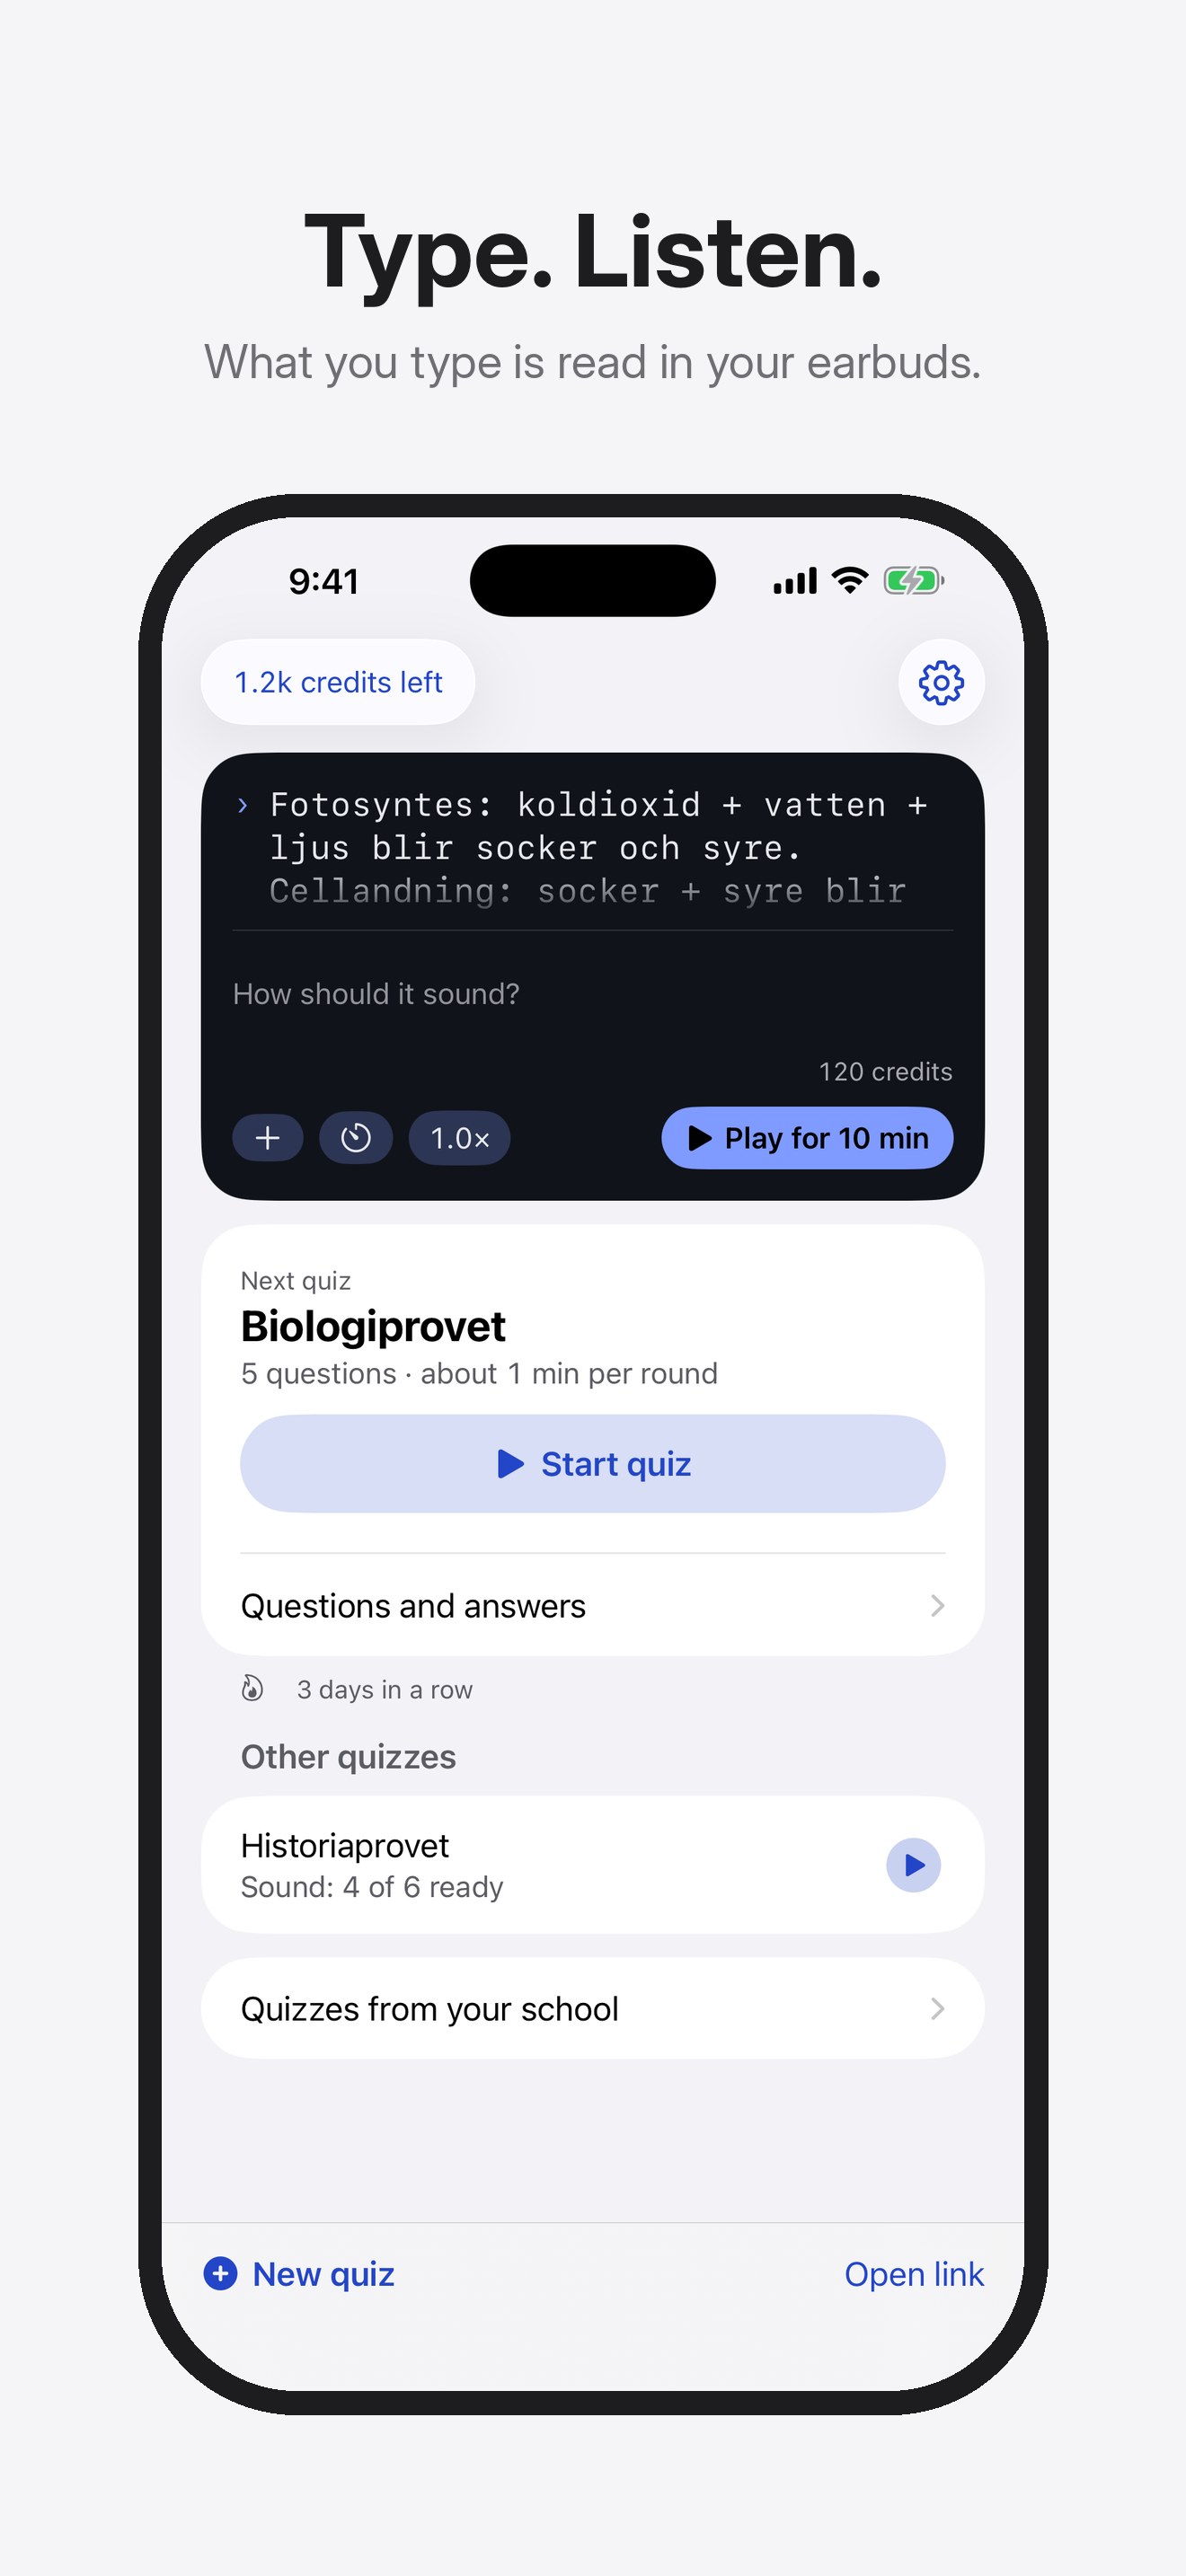 Type. Listen.
What you type is read in your earbuds.
9:41
1.2k credits left
› Fotosyntes: koldioxid + vatten +
ljus blir socker och syre.
Cellandning: socker + syre blir
How should it sound?
120 credits
1.0×
Play for 10 min
Next quiz
Biologiprovet
5 questions · about 1 min per round
Start quiz
Questions and answers
3 days in a row
Other quizzes
Historiaprovet
Sound: 4 of 6 ready
Quizzes from your school
New quiz
Open link